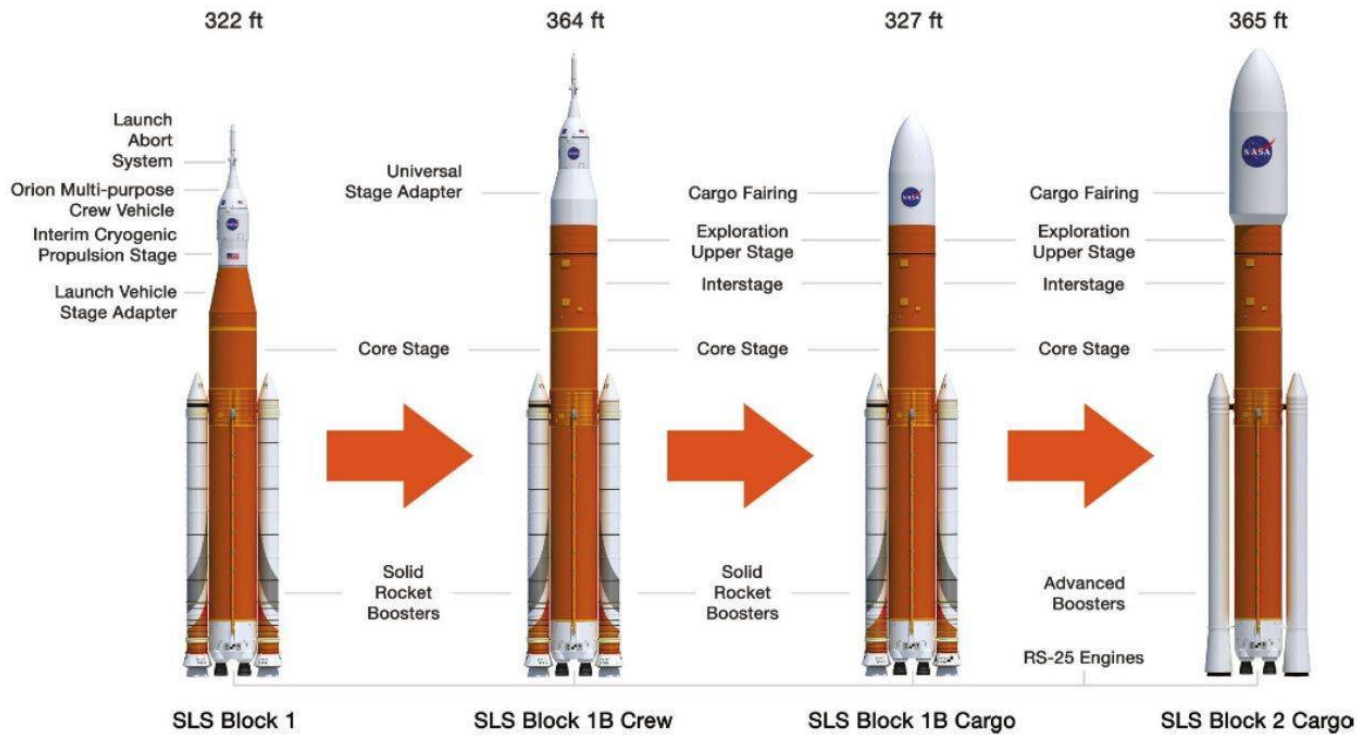 322 ft
364 ft
327 ft
365 ft
Launch
Abort
System
Orion Multi-purpose
Crew Vehicle
Interim Cryogenic
Propulsion Stage
Launch Vehicle
Stage Adapter
Universal
Stage Adapter
Cargo Fairing
Cargo Fairing
Exploration
Upper Stage
Exploration
Upper Stage
Interstage
Interstage
Core Stage
Core Stage
Core Stage
Solid
Rocket
Boosters
Solid
Rocket
Boosters
Advanced
Boosters
RS-25 Engines
NASA
NASA
SLS Block 1
SLS Block 1B Crew
SLS Block 1B Cargo
SLS Block 2 Cargo